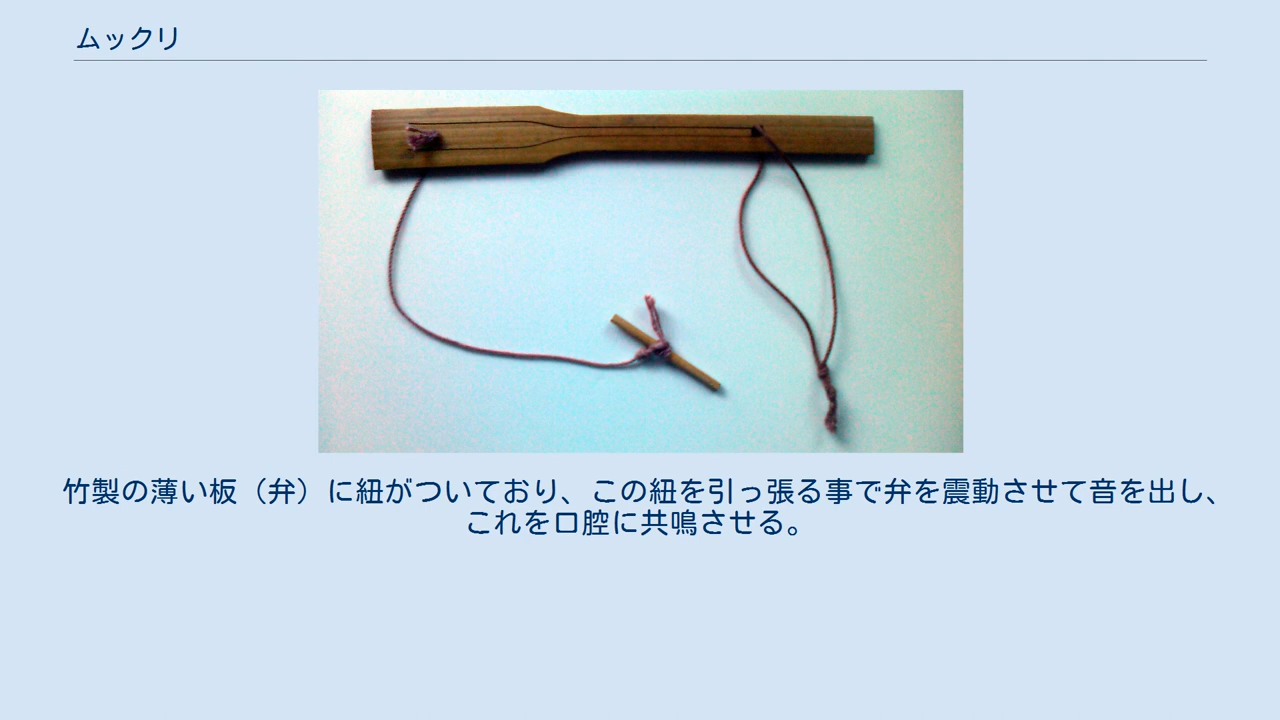 ムックリ
竹製の薄い板（弁）に紐がついており、この紐を引っ張る事で弁を震動させて音を出し、
これを口腔に共鳴させる。